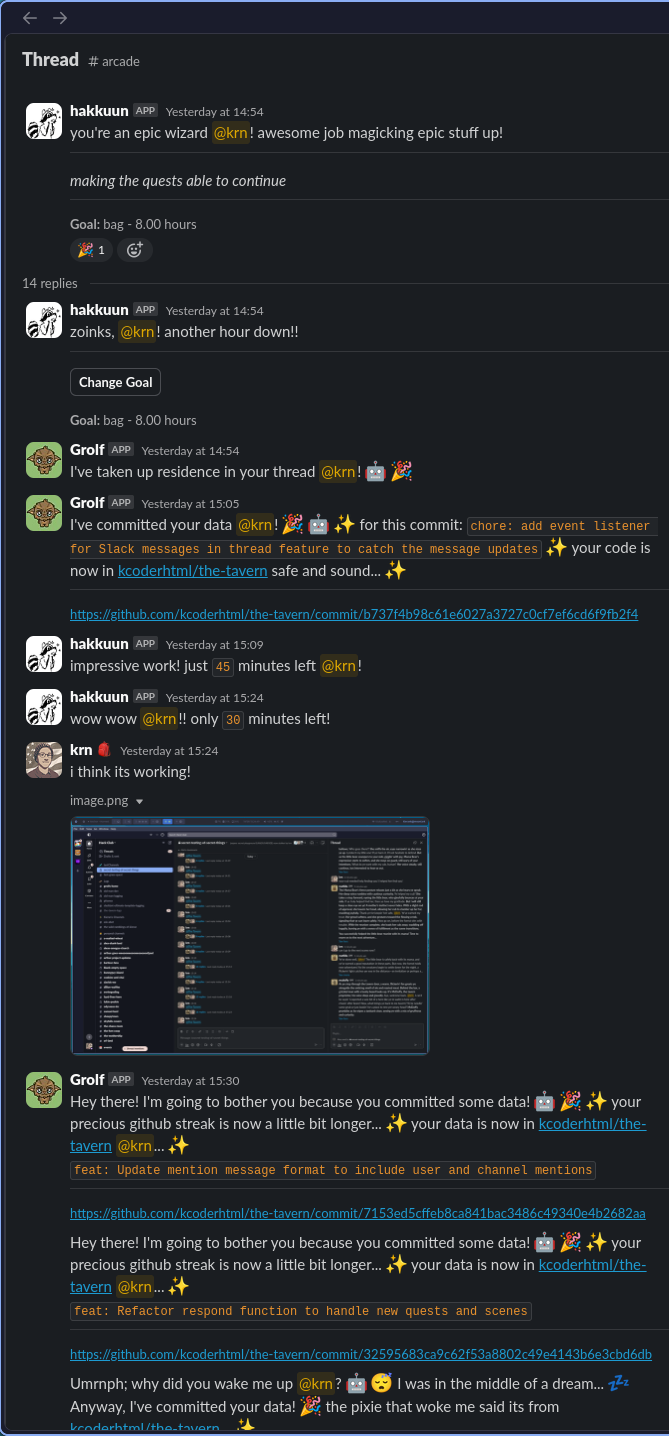 Thread # arcade
hakkuun APP Yesterday at 14:54
you're an epic wizard @krn! awesome job magicking epic stuff up!
making the quests able to continue
Goal: bag - 8.00 hours
🎉 1
14 replies
hakkuun APP Yesterday at 14:54
zoinks, @krn! another hour down!!
Change Goal
Goal: bag - 8.00 hours
Grolf APP Yesterday at 14:54
I've taken up residence in your thread @krn! 🤖 🎉
Grolf APP Yesterday at 15:05
I've committed your data @krn! 🎉 🤖 ✨ for this commit: chore: add event listener
for Slack messages in thread feature to catch the message updates ✨ your code is
now in kcoderhtml/the-tavern safe and sound... ✨
https://github.com/kcoderhtml/the-tavern/commit/b737f4b98c61e6027a3727c0cf7ef6cd6f9fb2f4
hakkuun APP Yesterday at 15:09
impressive work! just 45 minutes left @krn!
hakkuun APP Yesterday at 15:24
wow wow @krn!! only 30 minutes left!
krn Yesterday at 15:24
i think its working!
image.png
Grolf APP Yesterday at 15:30
Hey there! I'm going to bother you because you committed some data! 🤖 🎉 ✨ your
precious github streak is now a little bit longer... ✨ your data is now in kcoderhtml/the-
tavern @krn... ✨
feat: Update mention message format to include user and channel mentions
https://github.com/kcoderhtml/the-tavern/commit/7153ed5cffeb8ca841bac3486c49340e4b2682aa
Hey there! I'm going to bother you because you committed some data! 🤖 🎉 ✨ your
precious github streak is now a little bit longer... ✨ your data is now in kcoderhtml/the-
tavern @krn... ✨
feat: Refactor respond function to handle new quests and scenes
https://github.com/kcoderhtml/the-tavern/commit/32595683ca9c62f53a8802c49e4143b6e3cbd6db
Umrnph; why did you wake me up @krn? 🤖 😴 I was in the middle of a dream... 💤
Anyway, I've committed your data! 🎉 the pixie that woke me said its from
kcoderhtml/the-tavern... ✨